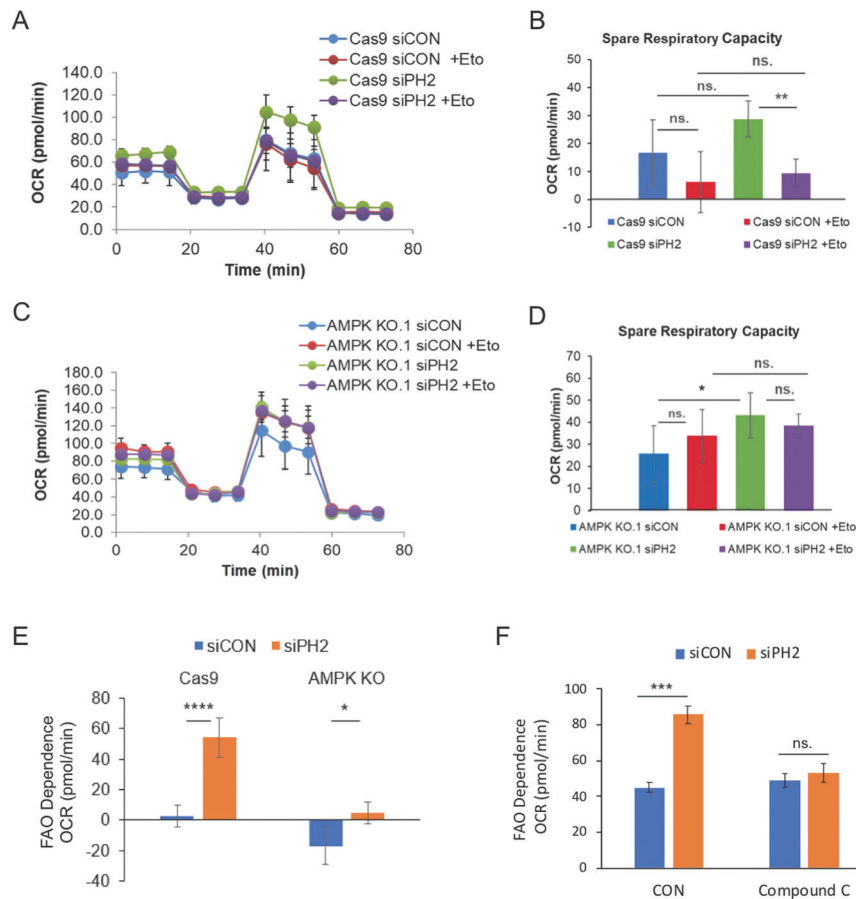 A
Cas9 siCON
Cas9 siCON +Eto
Cas9 siPH2
Cas9 siPH2 +Eto
OCR (pmol/min)
140.0
120.0
100.0
80.0
60.0
40.0
20.0
0.0
0 20 40 60 80
Time (min)
B
Spare Respiratory Capacity
OCR (pmol/min)
50
40
30
20
10
0
-10
ns.
ns.
ns.
**
Cas9 siCON Cas9 siCON +Eto
Cas9 siPH2 Cas9 siPH2 +Eto
C
AMPK KO.1 siCON
AMPK KO.1 siCON +Eto
AMPK KO.1 siPH2
AMPK KO.1 siPH2 +Eto
OCR (pmol/min)
180.0
160.0
140.0
120.0
100.0
80.0
60.0
40.0
20.0
0.0
0 20 40 60 80
Time (min)
D
Spare Respiratory Capacity
OCR (pmol/min)
70
60
50
40
30
20
10
0
ns.
*
ns.
ns.
AMPK KO.1 siCON AMPK KO.1 siCON +Eto
AMPK KO.1 siPH2 AMPK KO.1 siPH2 +Eto
E
siCON siPH2
Cas9 AMPK KO
FAO Dependence
OCR (pmol/min)
80
60
40
20
0
-20
-40
**** *
F
siCON siPH2
FAO Dependence
OCR (pmol/min)
100
80
60
40
20
0
***
ns.
CON Compound C